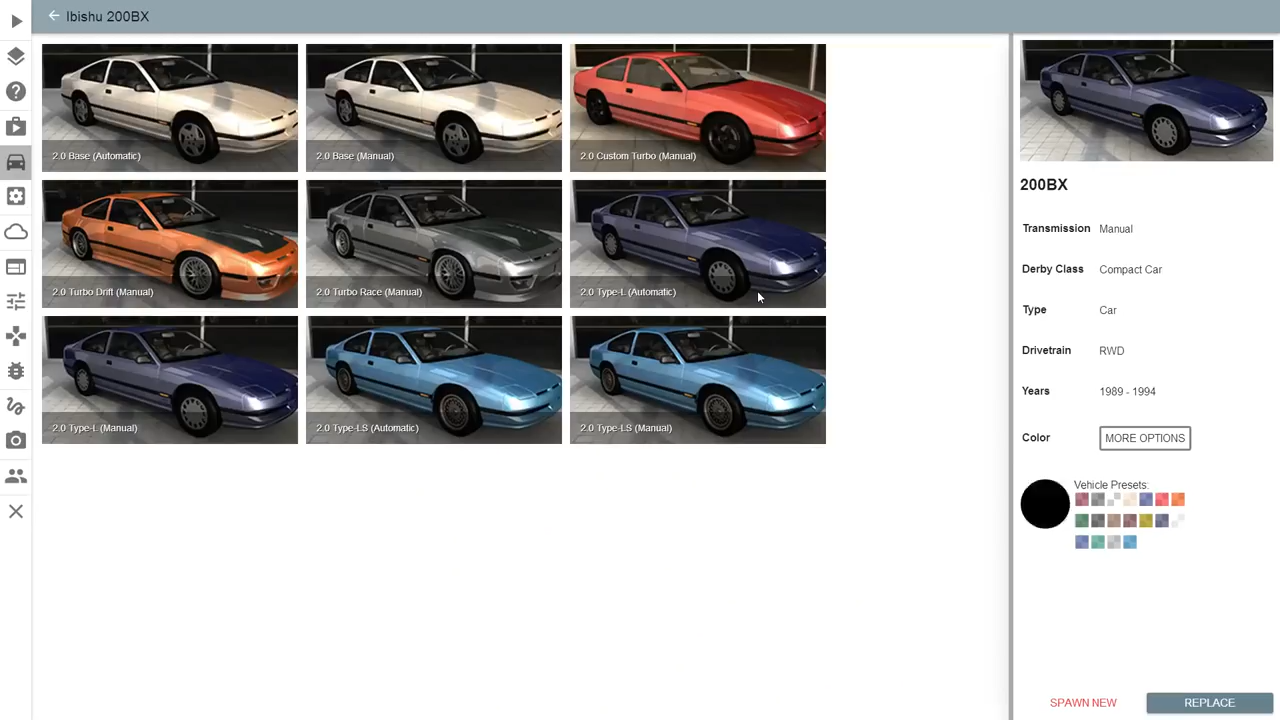 Ibishu 200BX
2.0 Base (Automatic)
2.0 Base (Manual)
2.0 Custom Turbo (Manual)
2.0 Turbo Drift (Manual)
2.0 Turbo Race (Manual)
2.0 Type-L (Automatic)
2.0 Type-L (Manual)
2.0 Type-LS (Automatic)
2.0 Type-LS (Manual)
200BX
Transmission Manual
Derby Class Compact Car
Type Car
Drivetrain RWD
Years 1989 - 1994
Color MORE OPTIONS
Vehicle Presets:
SPAWN NEW REPLACE